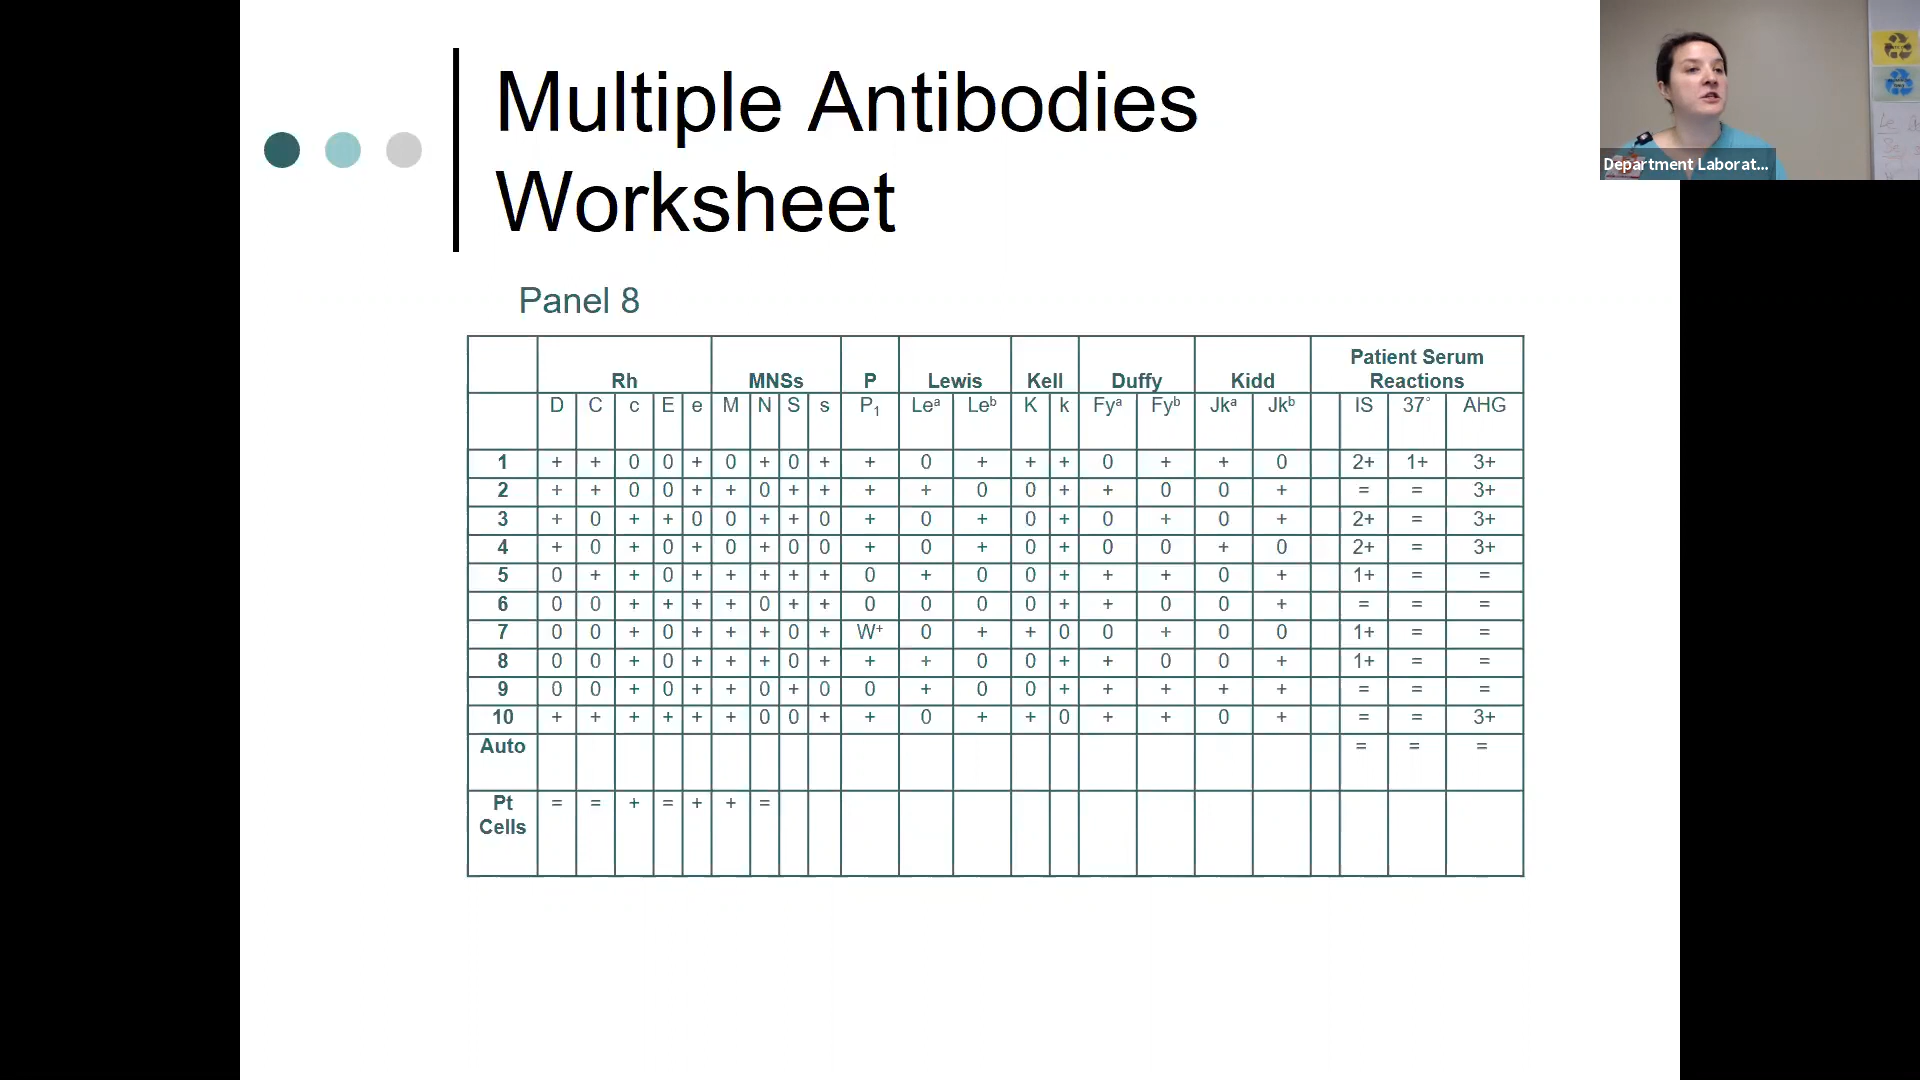 Multiple Antibodies
Worksheet
Panel 8
Rh MNSs P Lewis Kell Duffy Kidd Patient Serum Reactions
D C c E e M N S s P₁ Leᵃ Leᵇ K k Fyᵃ Fyᵇ Jkᵃ Jkᵇ IS 37° AHG
1 + + 0 0 + 0 + 0 + + 0 + + + 0 + + 0 2+ 1+ 3+
2 + + 0 0 + + 0 + + + + 0 0 + + 0 0 + = = 3+
3 + 0 + + 0 0 + + 0 + 0 + 0 + 0 + 0 + 2+ = 3+
4 + 0 + 0 + 0 + 0 0 + 0 + 0 + 0 0 + 0 2+ = 3+
5 0 + + 0 + + + + + 0 + 0 0 + + + 0 + 1+ = =
6 0 0 + + + + 0 + + 0 0 0 0 + + 0 0 + = = =
7 0 0 + 0 + + + 0 + W⁺ 0 + + 0 0 + 0 0 1+ = =
8 0 0 + 0 + + + 0 + + + 0 0 + + 0 0 + 1+ = =
9 0 0 + 0 + + 0 + 0 0 + 0 0 + + + + + = = =
10 + + + + + + 0 0 + + 0 + + 0 + + 0 + = = 3+
Auto = = =
Pt Cells = = + = + + =
Department Laborat...